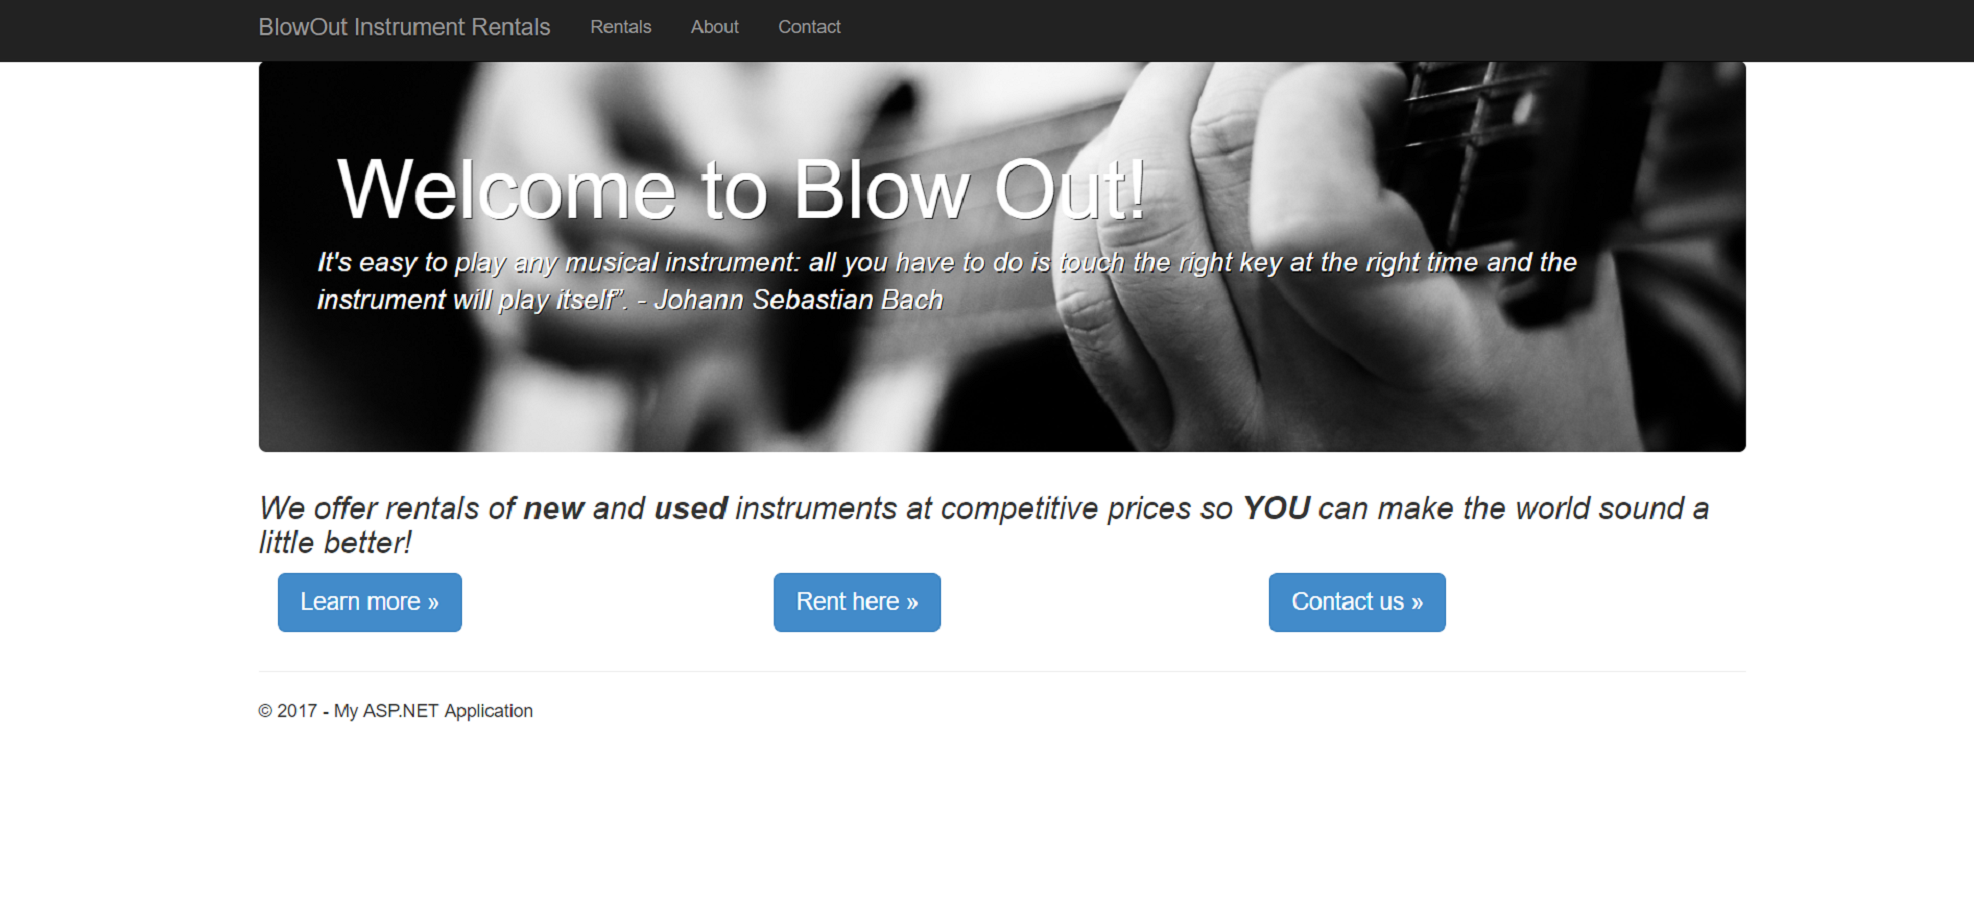 BlowOut Instrument Rentals Rentals About Contact
Welcome to Blow Out!
It's easy to play any musical instrument: all you have to do is touch the right key at the right time and the
instrument will play itself”. - Johann Sebastian Bach
We offer rentals of new and used instruments at competitive prices so YOU can make the world sound a
little better!
Learn more » Rent here » Contact us »
© 2017 - My ASP.NET Application